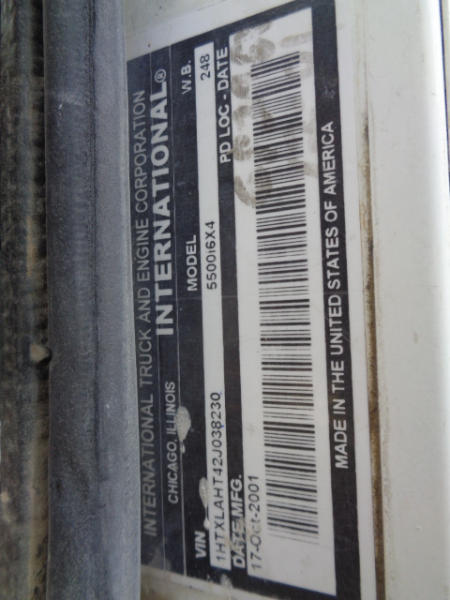 INTERNATIONAL TRUCK AND ENGINE CORPORATION
INTERNATIONAL®
CHICAGO, ILLINOIS
VIN MODEL W.B.
1HTXLAHT42J038230 5500i6X4 248
DATE MFG. PD LOC - DATE
17-Oct-2001
MADE IN THE UNITED STATES OF AMERICA